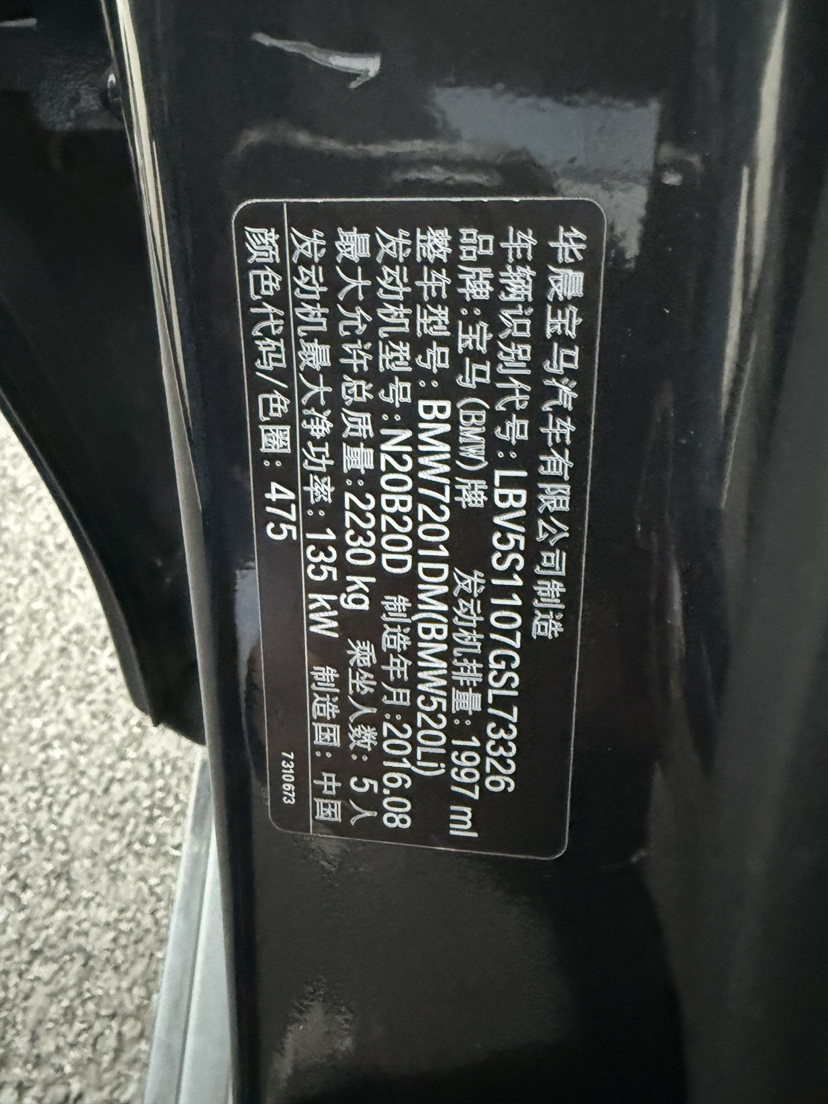 华晨宝马汽车有限公司制造
车辆识别代号: LBV5S1107GSL73326
品牌:宝马(BMW)牌 发动机排量: 1997 ml
整车型号: BMW7201DM(BMW520Li)
发动机型号: N20B20D 制造年月:2016.08
最大允许总质量:2230 kg 乘坐人数: 5 人
发动机最大净功率: 135 kW 制造国: 中国
颜色代码/色圈: 475
7310673